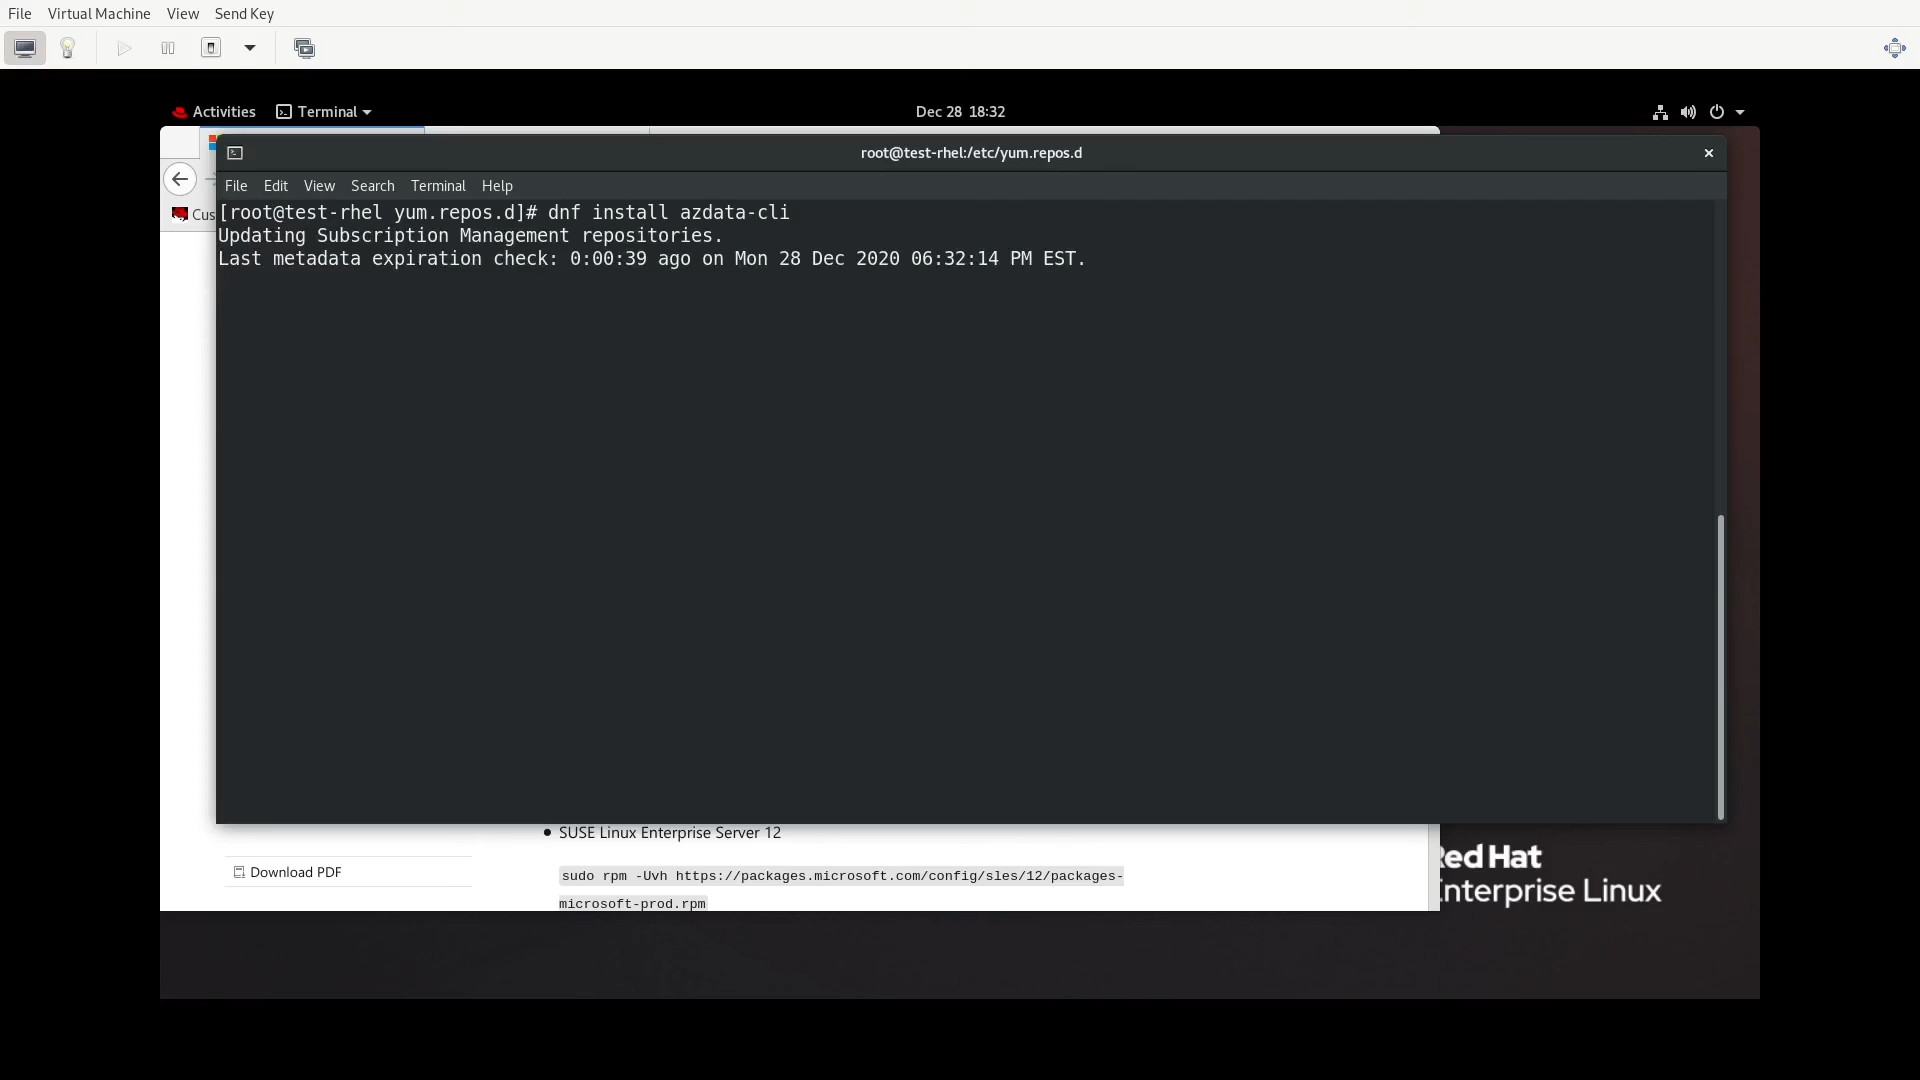 File Virtual Machine View Send Key
Activities Terminal Dec 28 18:32
root@test-rhel:/etc/yum.repos.d
File Edit View Search Terminal Help
Cus
[root@test-rhel yum.repos.d]# dnf install azdata-cli
Updating Subscription Management repositories.
Last metadata expiration check: 0:00:39 ago on Mon 28 Dec 2020 06:32:14 PM EST.
SUSE Linux Enterprise Server 12
Download PDF
sudo rpm -Uvh https://packages.microsoft.com/config/sles/12/packages-
microsoft-prod.rpm
Red Hat
Enterprise Linux